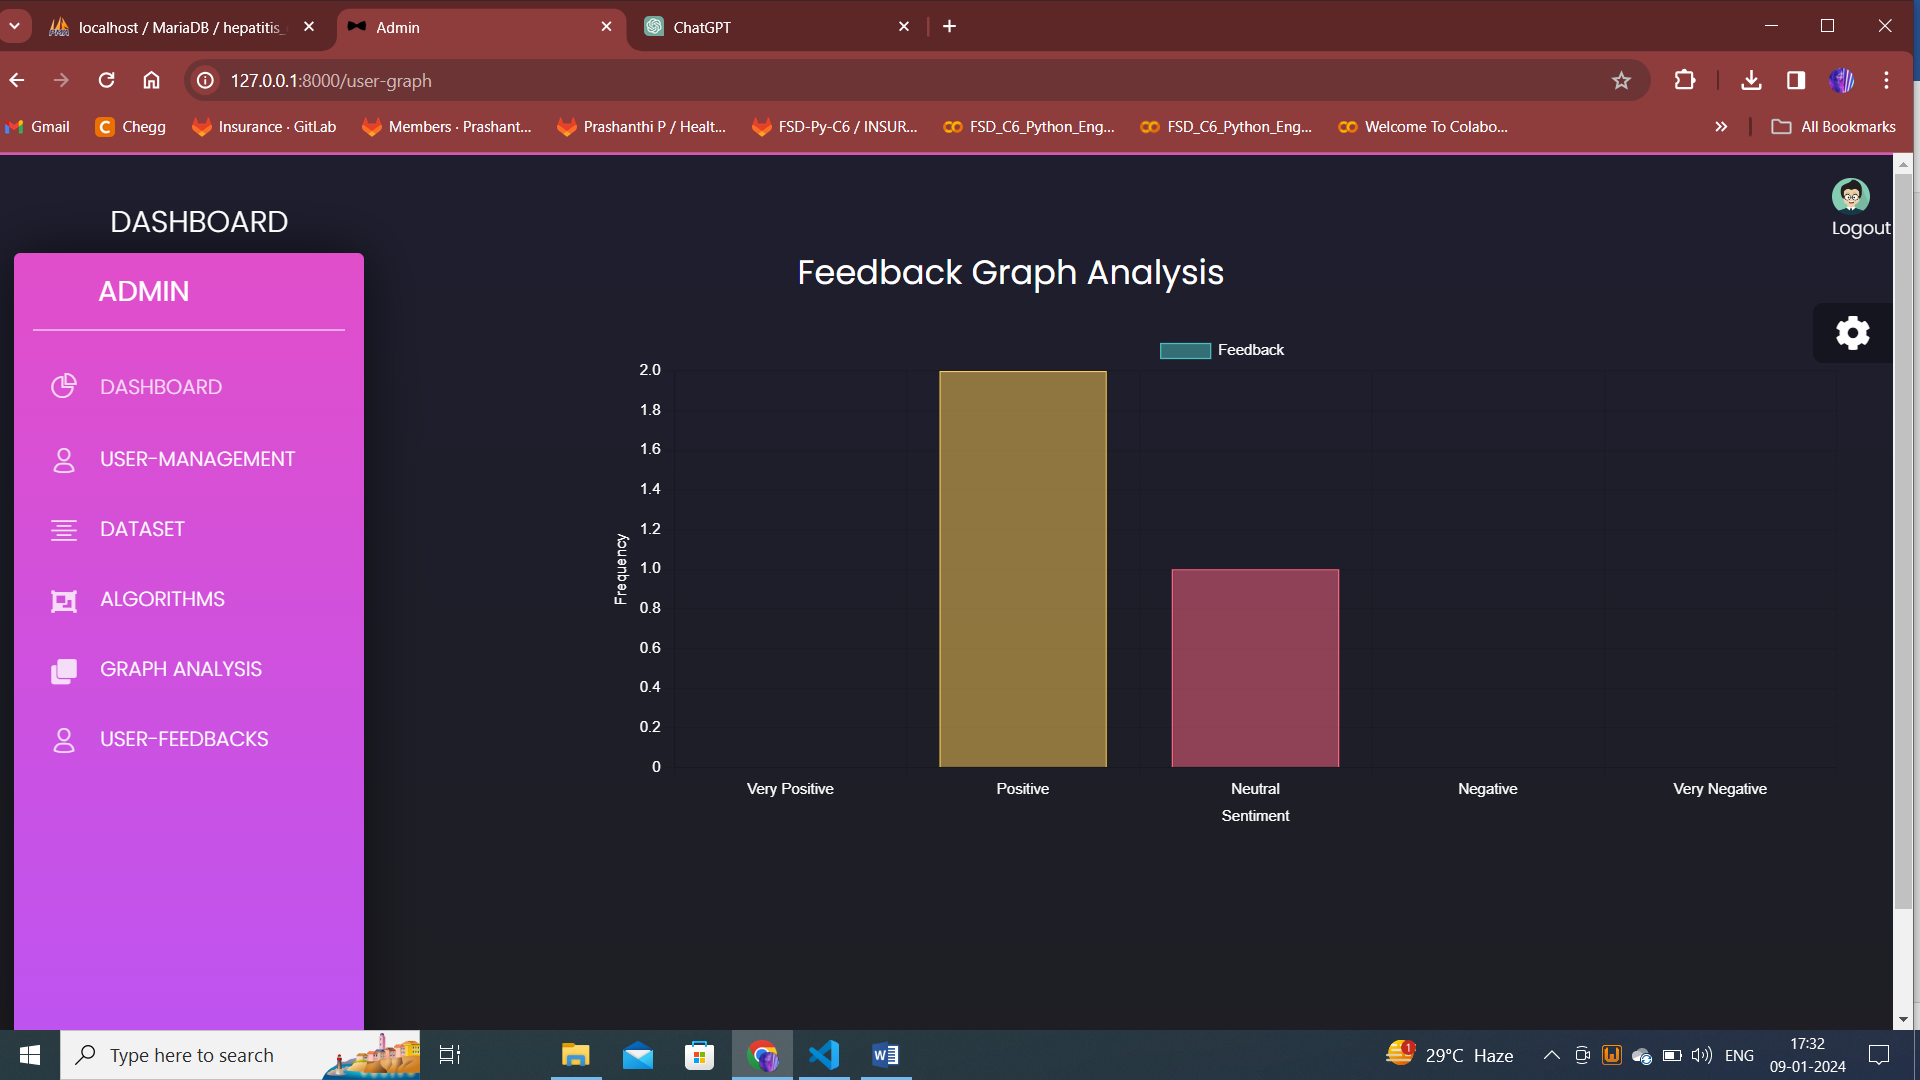 localhost / MariaDB / hepatitis_
Admin
ChatGPT
127.0.0.1:8000/user-graph
Gmail
Chegg
Insurance · GitLab
Members · Prashant...
Prashanthi P / Healt...
FSD-Py-C6 / INSUR...
FSD_C6_Python_Eng...
FSD_C6_Python_Eng...
Welcome To Colabo...
All Bookmarks
DASHBOARD
Logout
ADMIN
DASHBOARD
USER-MANAGEMENT
DATASET
ALGORITHMS
GRAPH ANALYSIS
USER-FEEDBACKS
Feedback Graph Analysis
Feedback
Frequency
2.0
1.8
1.6
1.4
1.2
1.0
0.8
0.6
0.4
0.2
0
Very Positive Positive Neutral Negative Very Negative
Sentiment
Type here to search
1
29°C Haze
ENG
17:32
09-01-2024